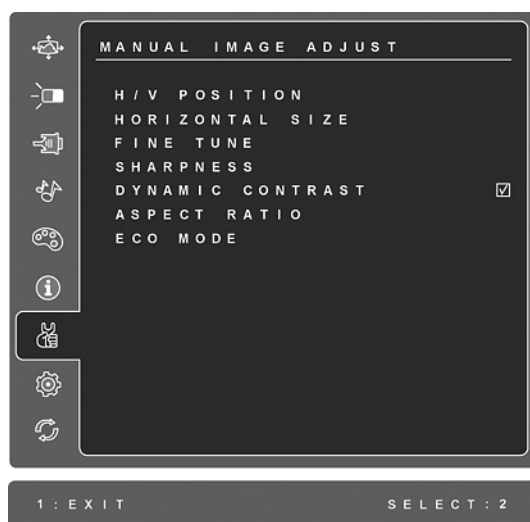 MANUAL IMAGE ADJUST
H/V POSITION
HORIZONTAL SIZE
FINE TUNE
SHARPNESS
DYNAMIC CONTRAST
ASPECT RATIO
ECO MODE
1:EXIT SELECT:2